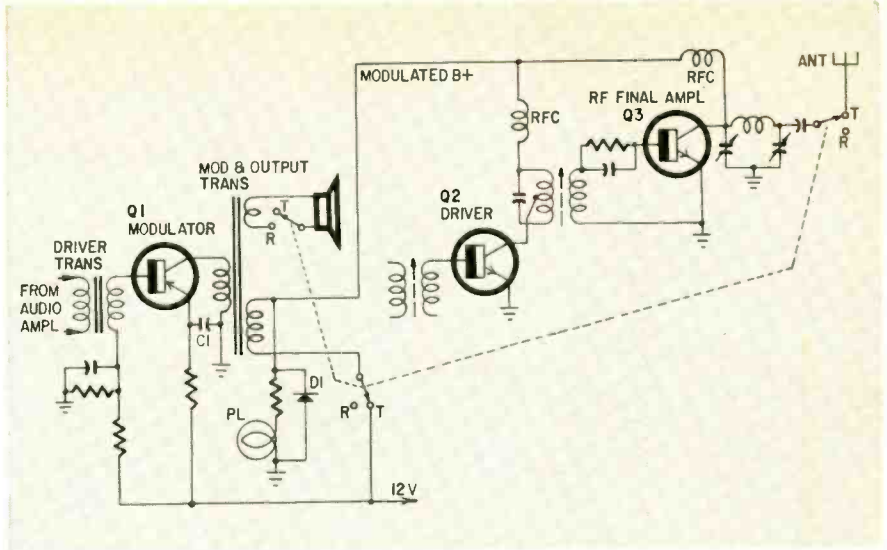 MODULATED B+
RFC
ANT
RF FINAL AMPL
Q3
RFC
T
R
MOD & OUTPUT
TRANS
T
R
Q1
MODULATOR
Q2
DRIVER
DRIVER
TRANS
FROM
AUDIO
AMPL
C1
D1
PL
R
T
12V